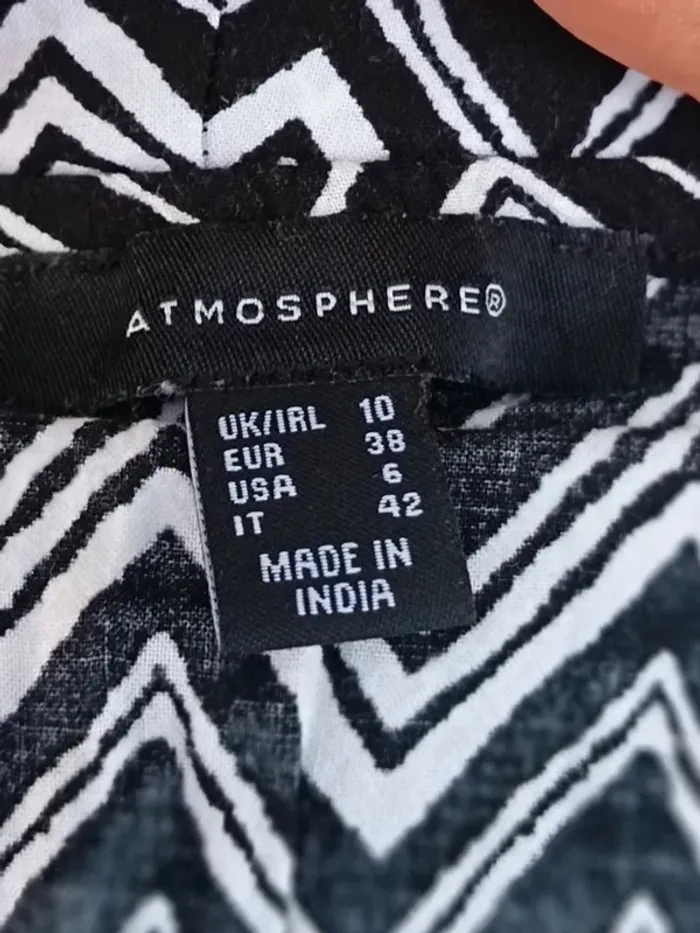 ATMOSPHERE®
UK/IRL 10
EUR 38
USA 6
IT 42
MADE IN
INDIA